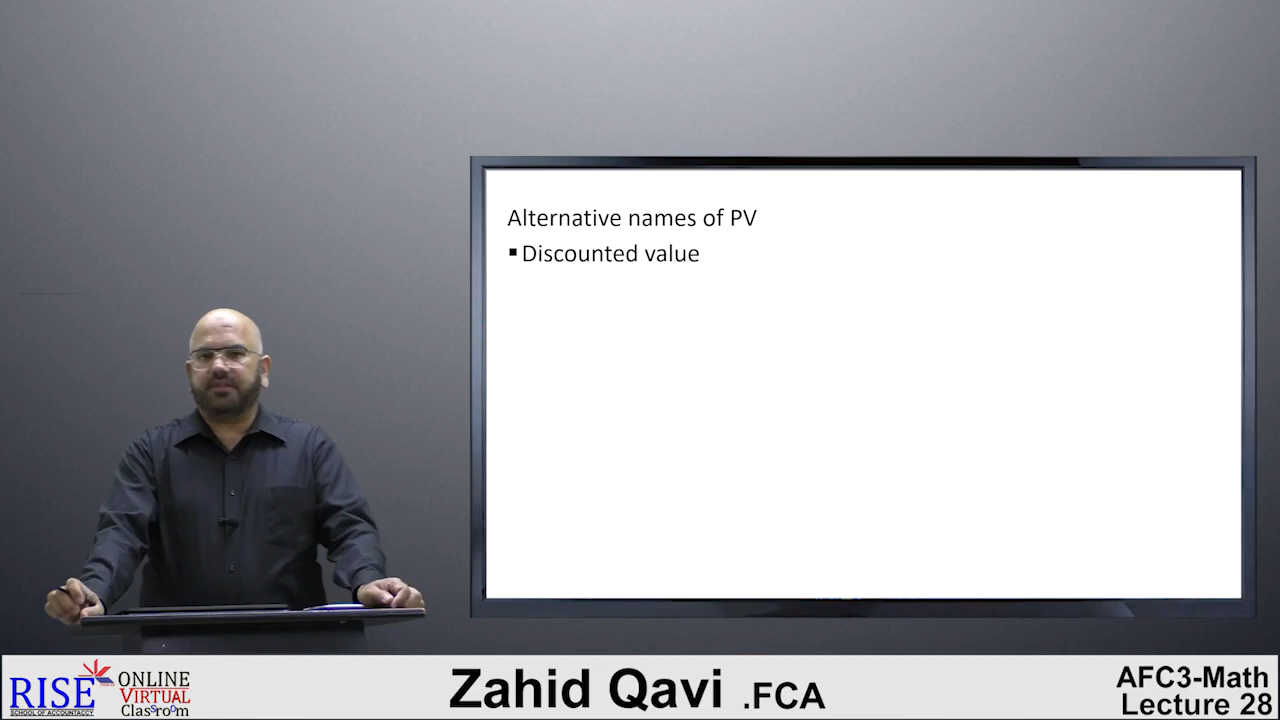 Alternative names of PV
▪ Discounted value
RISE
SCHOOL OF ACCOUNTANCY
ONLINE
VIRTUAL
Classroom
Zahid Qavi .FCA
AFC3-Math
Lecture 28